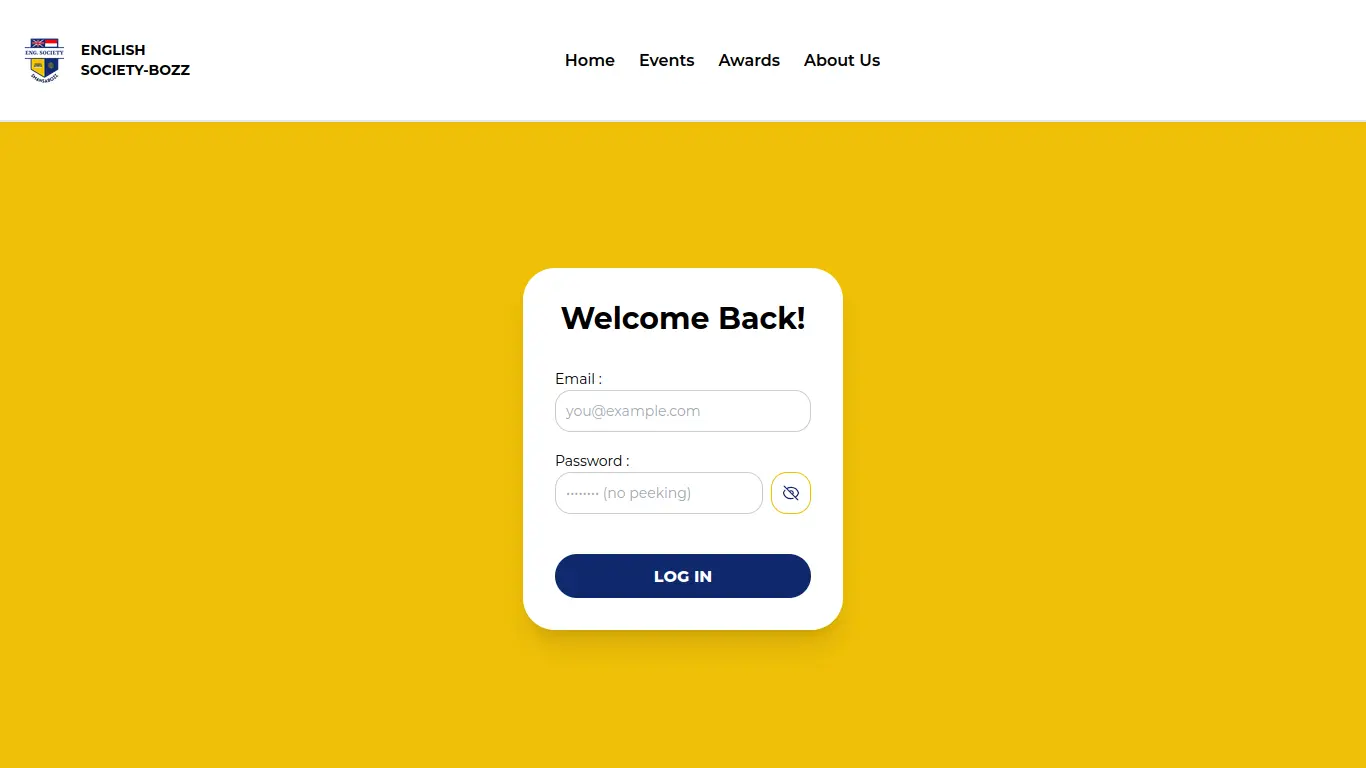 ENG. SOCIETY
SMANSABOZZ
ENGLISH
SOCIETY-BOZZ
Home
Events
Awards
About Us
Welcome Back!
Email :
you@example.com
Password :
•••••••• (no peeking)
LOG IN